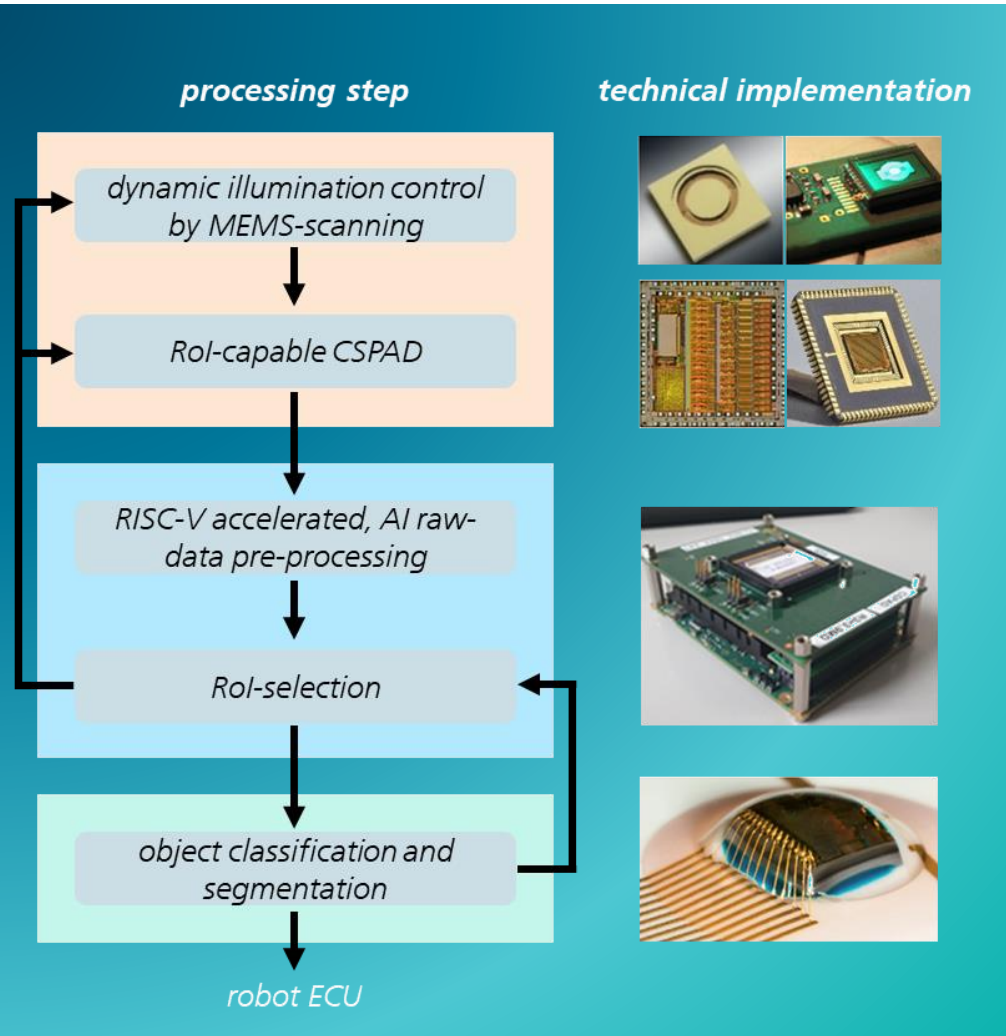 processing step
technical implementation
dynamic illumination control
by MEMS-scanning
RoI-capable CSPAD
RISC-V accelerated, AI raw-
data pre-processing
RoI-selection
object classification and
segmentation
robot ECU